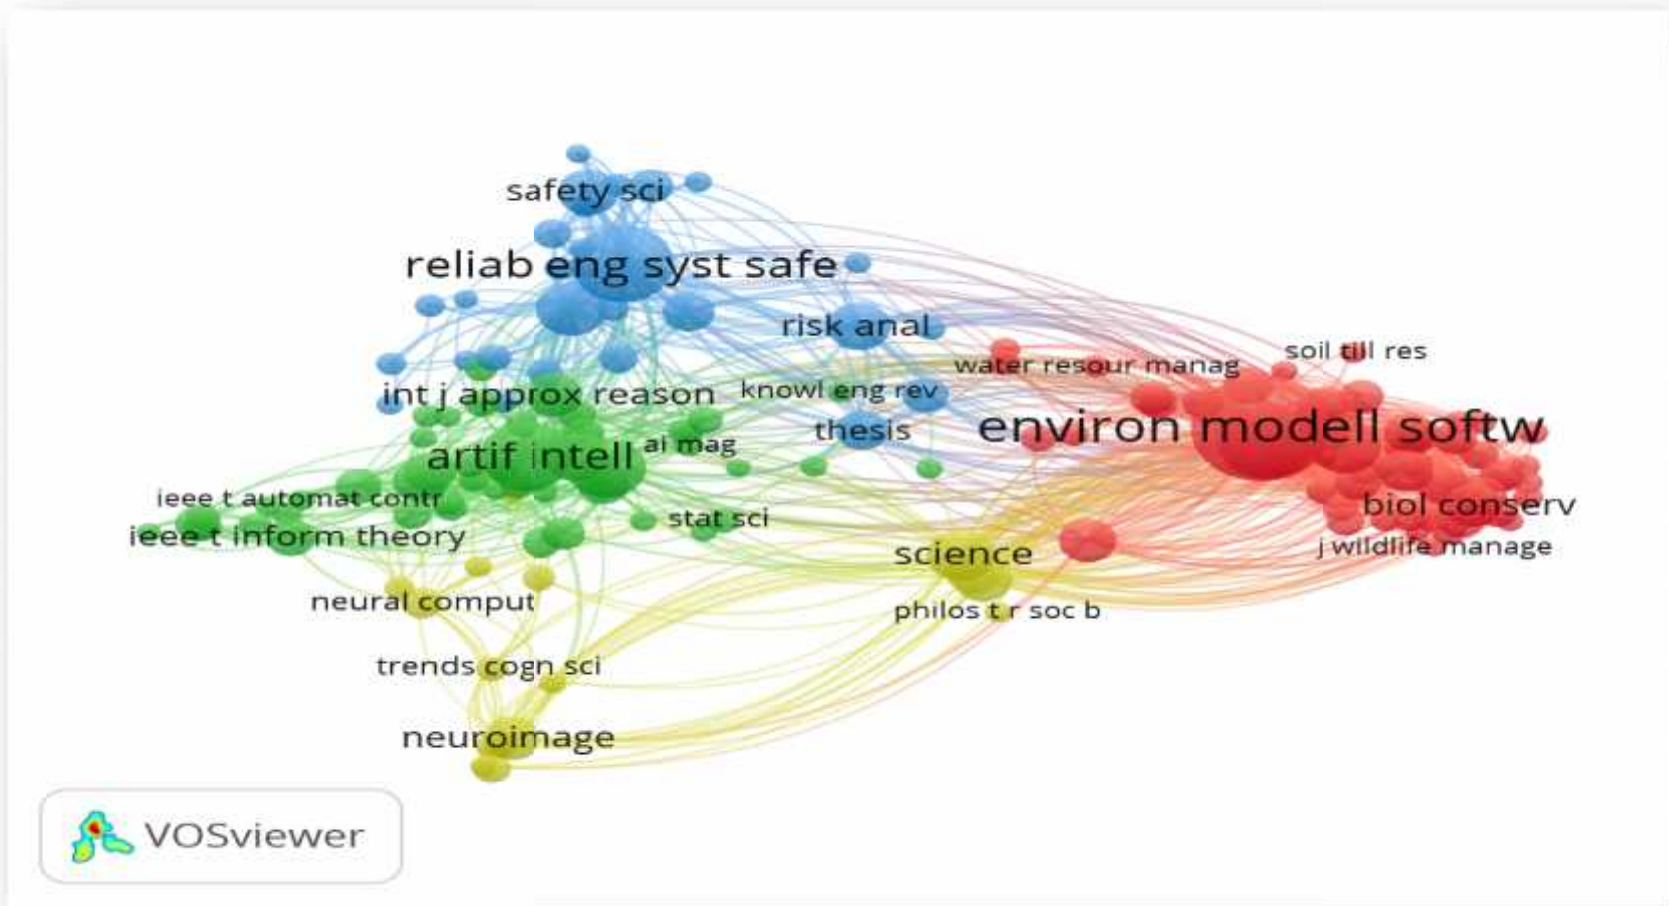 safety sci
reliab eng syst safe
risk anal
soil till res
water resour manag
int j approx reason
knowl eng rev
environ modell softw
thesis
ai mag
artif intell
ieee t automat contr
biol conserv
stat sci
ieee t inform theory
j wildlife manage
science
neural comput
philos t r soc b
trends cogn sci
neuroimage
VOSviewer